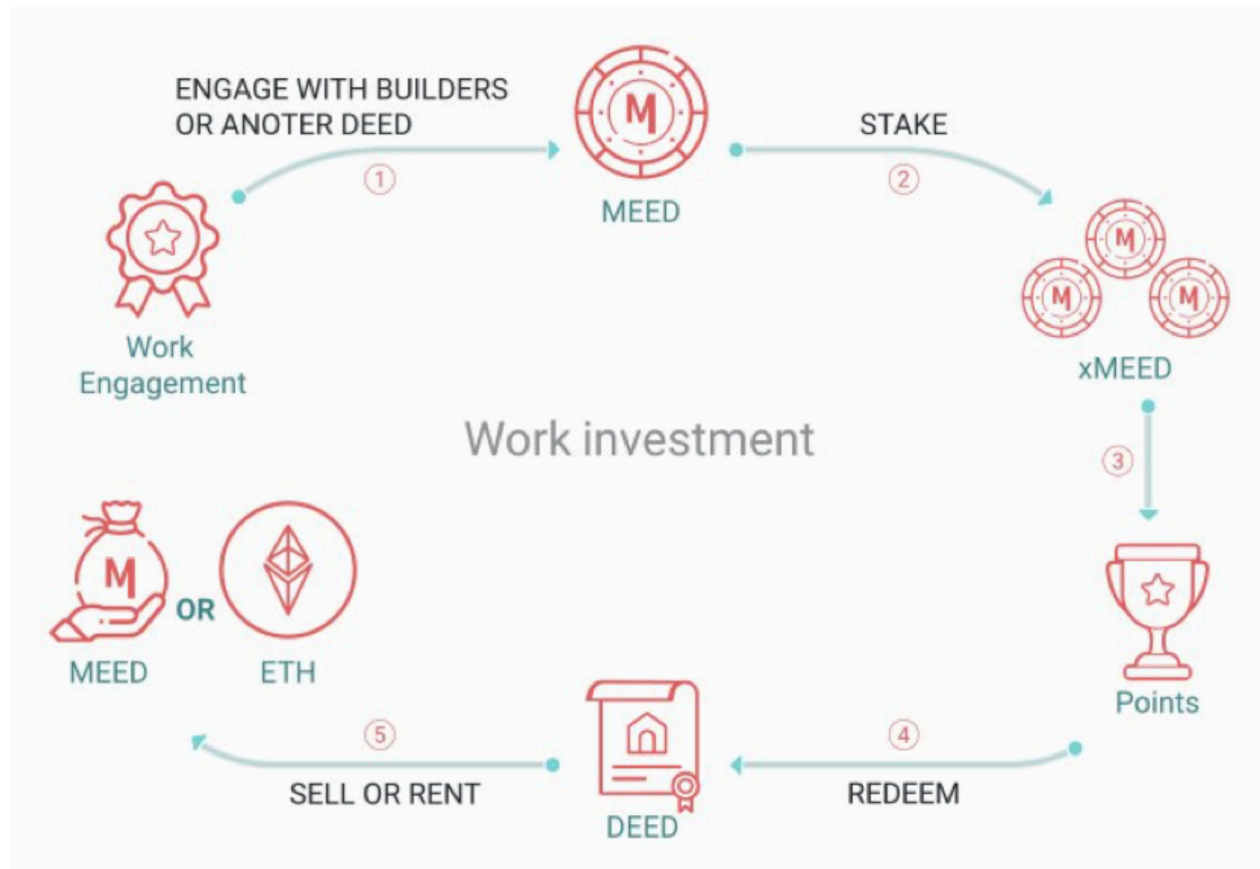 ENGAGE WITH BUILDERS
OR ANOTER DEED
1
M
MEED
STAKE
2
Work
Engagement
M
M
M
xMEED
3
Work investment
M
OR
MEED
ETH
Points
5
SELL OR RENT
DEED
4
REDEEM